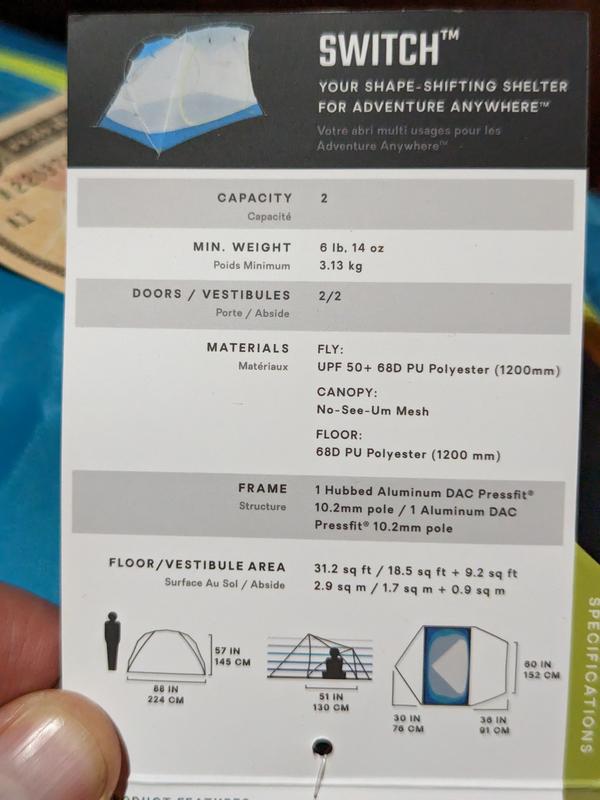 SWITCH™
YOUR SHAPE-SHIFTING SHELTER
FOR ADVENTURE ANYWHERE™
Votre abri multi usages pour les
Adventure Anywhere™
CAPACITY 2
Capacité
MIN. WEIGHT 6 lb, 14 oz
Poids Minimum 3.13 kg
DOORS / VESTIBULES 2/2
Porte / Abside
MATERIALS FLY:
Matériaux UPF 50+ 68D PU Polyester (1200mm)
CANOPY:
No-See-Um Mesh
FLOOR:
68D PU Polyester (1200 mm)
FRAME 1 Hubbed Aluminum DAC Pressfit®
Structure 10.2mm pole / 1 Aluminum DAC
Pressfit® 10.2mm pole
FLOOR/VESTIBULE AREA 31.2 sq ft / 18.5 sq ft + 9.2 sq ft
Surface Au Sol / Abside 2.9 sq m / 1.7 sq m + 0.9 sq m
57 IN
145 CM
88 IN
224 CM
51 IN
130 CM
60 IN
152 CM
30 IN
76 CM
36 IN
91 CM
SPECIFICATIONS
PRODUCT FEATURES